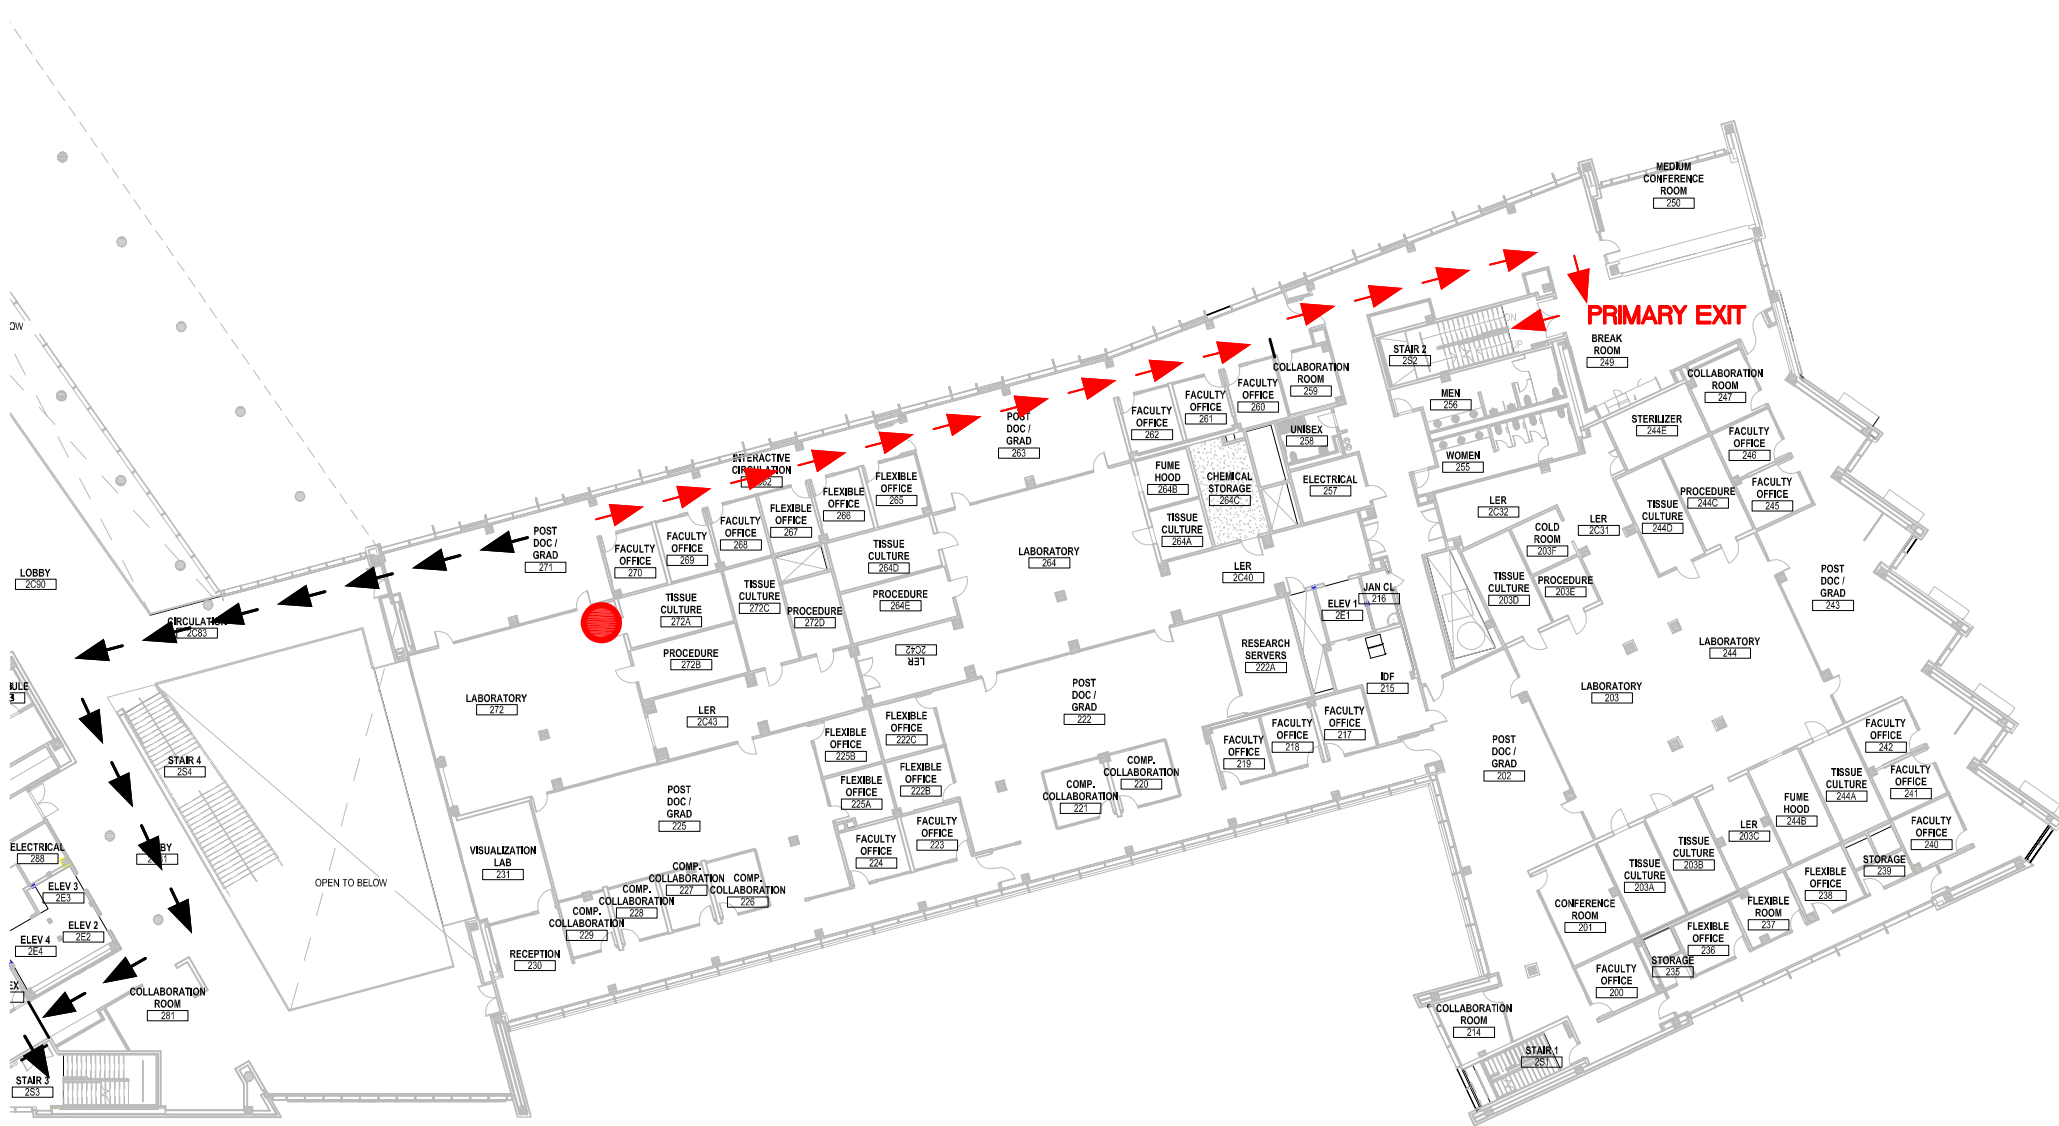 MEDIUM
CONFERENCE
ROOM
250
PRIMARY EXIT
OW
STAIR 2
2S2
ON
UP
BREAK
ROOM
249
COLLABORATION
ROOM
259
COLLABORATION
ROOM
247
FACULTY
OFFICE
260
FACULTY
OFFICE
261
FACULTY
OFFICE
262
MEN
256
POST
DOC /
GRAD
263
STERILIZER
244E
UNISEX
258
FACULTY
OFFICE
246
WOMEN
255
INTERACTIVE
CIRCULATION
FUME
HOOD
264B
CHEMICAL
STORAGE
264C
ELECTRICAL
257
FLEXIBLE
OFFICE
265
FLEXIBLE
OFFICE
266
FLEXIBLE
OFFICE
267
FACULTY
OFFICE
268
FACULTY
OFFICE
269
FACULTY
OFFICE
270
POST
DOC /
GRAD
271
PROCEDURE
244C
FACULTY
OFFICE
245
TISSUE
CULTURE
244D
LER
2C32
LER
2C31
COLD
ROOM
203F
TISSUE
CULTURE
264A
TISSUE
CULTURE
264D
LABORATORY
264
LER
2C40
LOBBY
2C90
POST
DOC /
GRAD
243
TISSUE
CULTURE
203D
PROCEDURE
203E
JAN CL
216
ELEV 1
2E1
PROCEDURE
264E
TISSUE
CULTURE
272C
PROCEDURE
272D
TISSUE
CULTURE
272A
CIRCULATION
2C83
PROCEDURE
272B
LER
2C42
RESEARCH
SERVERS
222A
LABORATORY
244
IDF
215
LABORATORY
203
POST
DOC /
GRAD
222
LABORATORY
272
LER
2C43
FLEXIBLE
OFFICE
222C
FLEXIBLE
OFFICE
225B
FACULTY
OFFICE
217
FACULTY
OFFICE
218
FACULTY
OFFICE
219
POST
DOC /
GRAD
202
FACULTY
OFFICE
242
STAIR 4
2S4
COMP.
COLLABORATION
220
COMP.
COLLABORATION
221
FLEXIBLE
OFFICE
222B
FLEXIBLE
OFFICE
225A
POST
DOC /
GRAD
225
FACULTY
OFFICE
241
TISSUE
CULTURE
244A
FUME
HOOD
244B
LER
203C
FACULTY
OFFICE
240
FACULTY
OFFICE
223
FACULTY
OFFICE
224
ELECTRICAL
288
VISUALIZATION
LAB
231
OPEN TO BELOW
TISSUE
CULTURE
203B
TISSUE
CULTURE
203A
STORAGE
239
FLEXIBLE
OFFICE
238
COMP.
COLLABORATION
227
COMP.
COLLABORATION
226
COMP.
COLLABORATION
228
COMP.
COLLABORATION
229
ELEV 3
2E3
ELEV 2
2E2
ELEV 4
2E4
CONFERENCE
ROOM
201
FLEXIBLE
ROOM
237
FLEXIBLE
OFFICE
236
STORAGE
235
RECEPTION
230
FACULTY
OFFICE
200
COLLABORATION
ROOM
281
COLLABORATION
ROOM
214
STAIR 1
2S1
STAIR 3
2S3